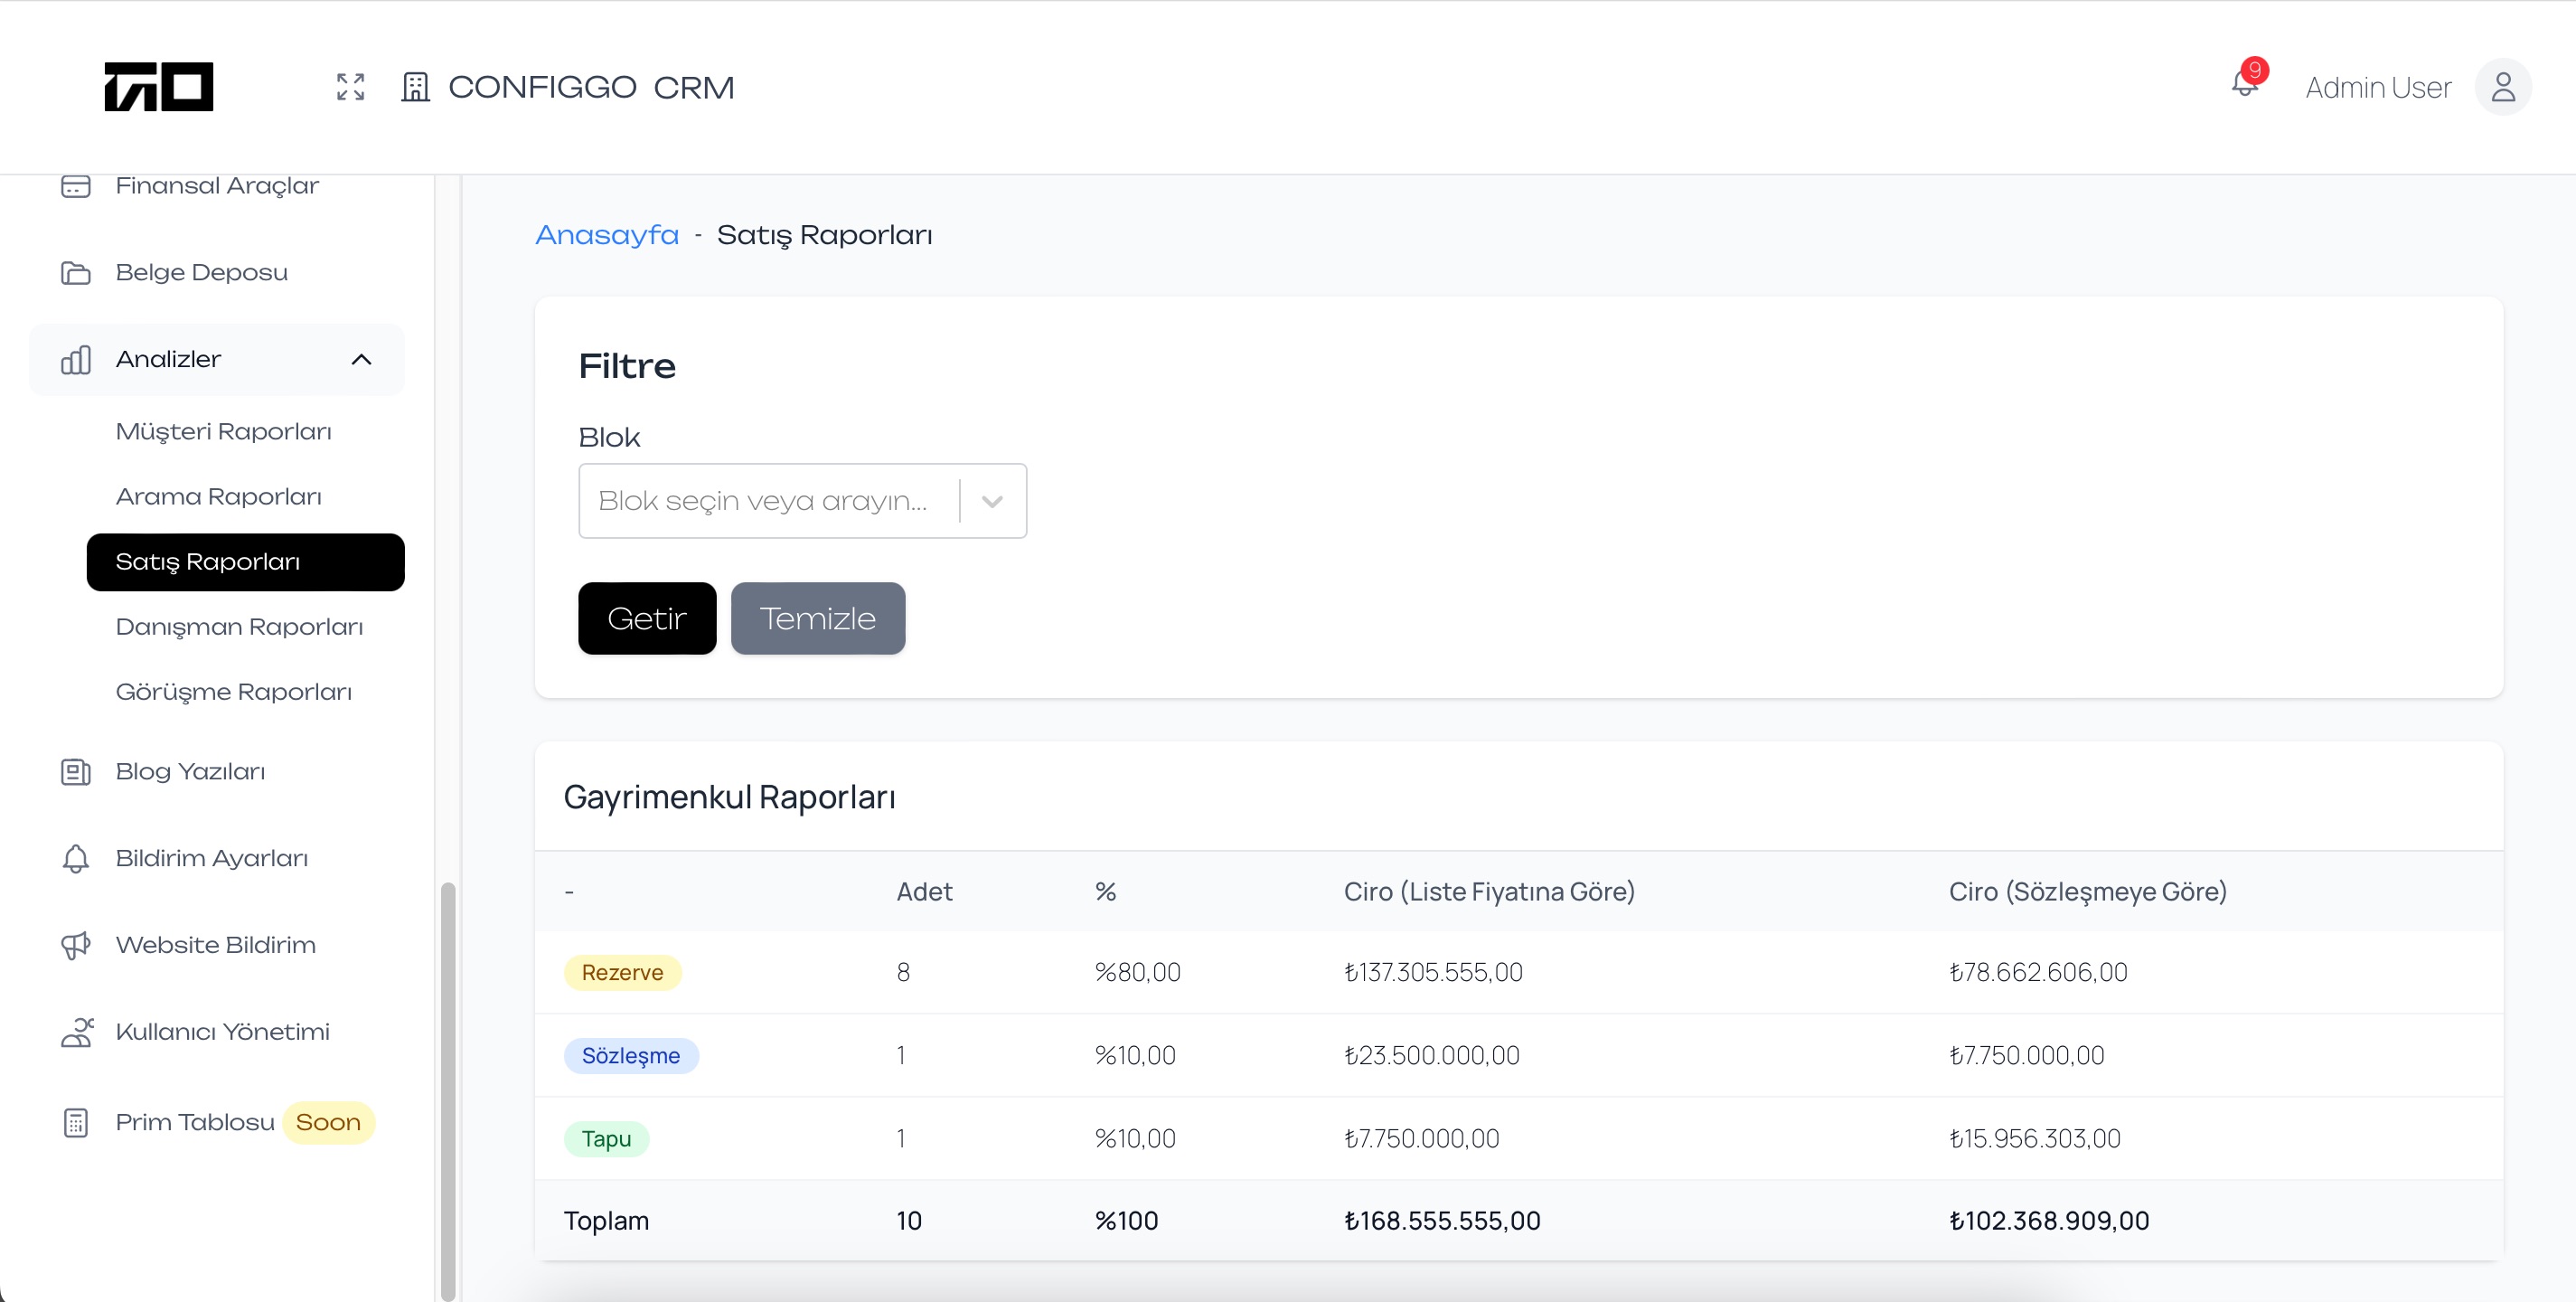 GO
CONFIGGO CRM
9
Admin User
Finansal Araçlar
Belge Deposu
Analizler
Müşteri Raporları
Arama Raporları
Satış Raporları
Danışman Raporları
Görüşme Raporları
Blog Yazıları
Bildirim Ayarları
Website Bildirim
Kullanıcı Yönetimi
Prim Tablosu Soon
Anasayfa - Satış Raporları
Filtre
Blok
Blok seçin veya arayın...
Getir Temizle
Gayrimenkul Raporları
- Adet % Ciro (Liste Fiyatına Göre) Ciro (Sözleşmeye Göre)
Rezerve 8 %80,00 ₺137.305.555,00 ₺78.662.606,00
Sözleşme 1 %10,00 ₺23.500.000,00 ₺7.750.000,00
Tapu 1 %10,00 ₺7.750.000,00 ₺15.956.303,00
Toplam 10 %100 ₺168.555.555,00 ₺102.368.909,00